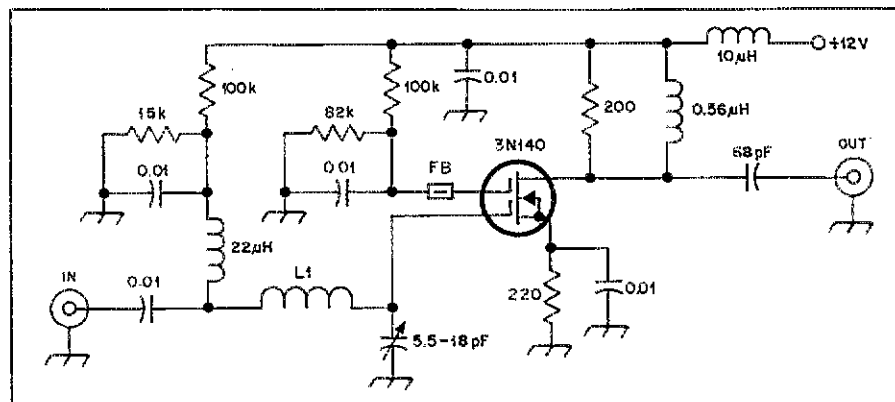 +12V
10µH
100k
100k
0.01
15k
82k
200
0.56µH
3N140
0.01
0.01
FB
68pF
OUT
22µH
IN
0.01
L1
220
0.01
5.5-18pF